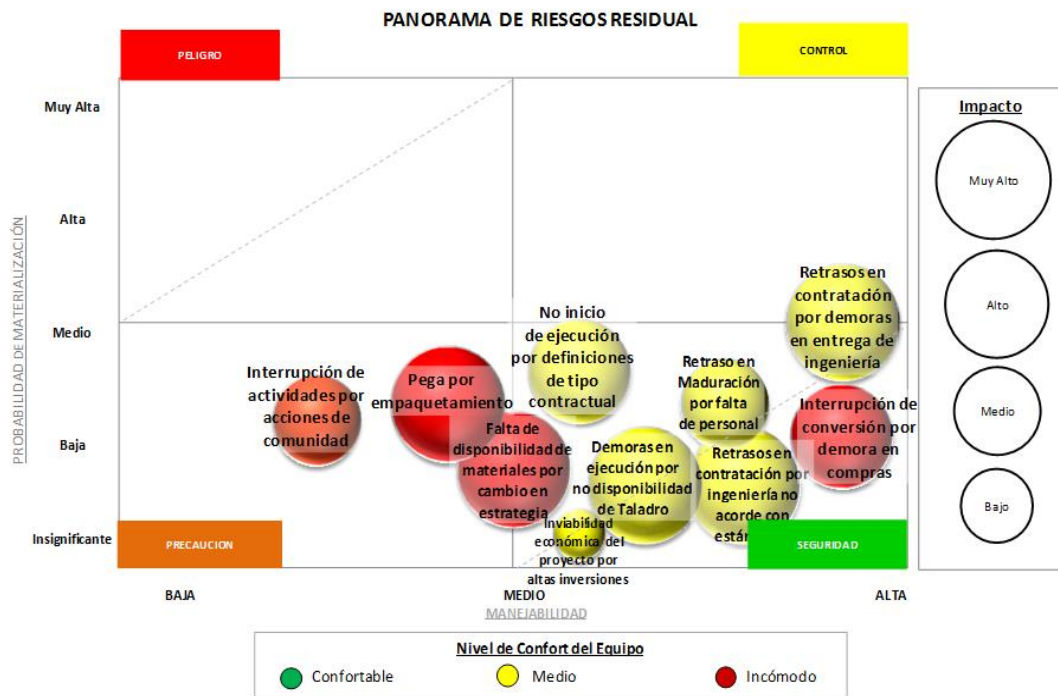 PANORAMA DE RIESGOS RESIDUAL
PELIGRO
CONTROL
Muy Alta
Alta
Medio
Baja
Insignificante
PROBABILIDAD DE MATERIALIZACIÓN
Interrupción de
actividades por
acciones de
comunidad
Pega por
empaquetamiento
Falta de
disponibilidad de
materiales por
cambio en
estrategia
No inicio
de ejecución
por definiciones
de tipo
contractual
Demoras en
ejecución por
no disponibilidad
de Taladro
Inviabilidad
económica del
proyecto por
altas inversiones
Retraso en
Maduración
por falta
de personal
Retrasos en
contratación por
ingeniería no
acorde con
Retrasos en
contratación
por demoras
en entrega de
ingeniería
Interrupción de
conversión por
demora en
compras
PRECAUCION
SEGURIDAD
BAJA
MEDIO
ALTA
MANEJABILIDAD
Impacto
Muy Alto
Alto
Medio
Bajo
Nivel de Confort del Equipo
Confortable
Medio
Incómodo